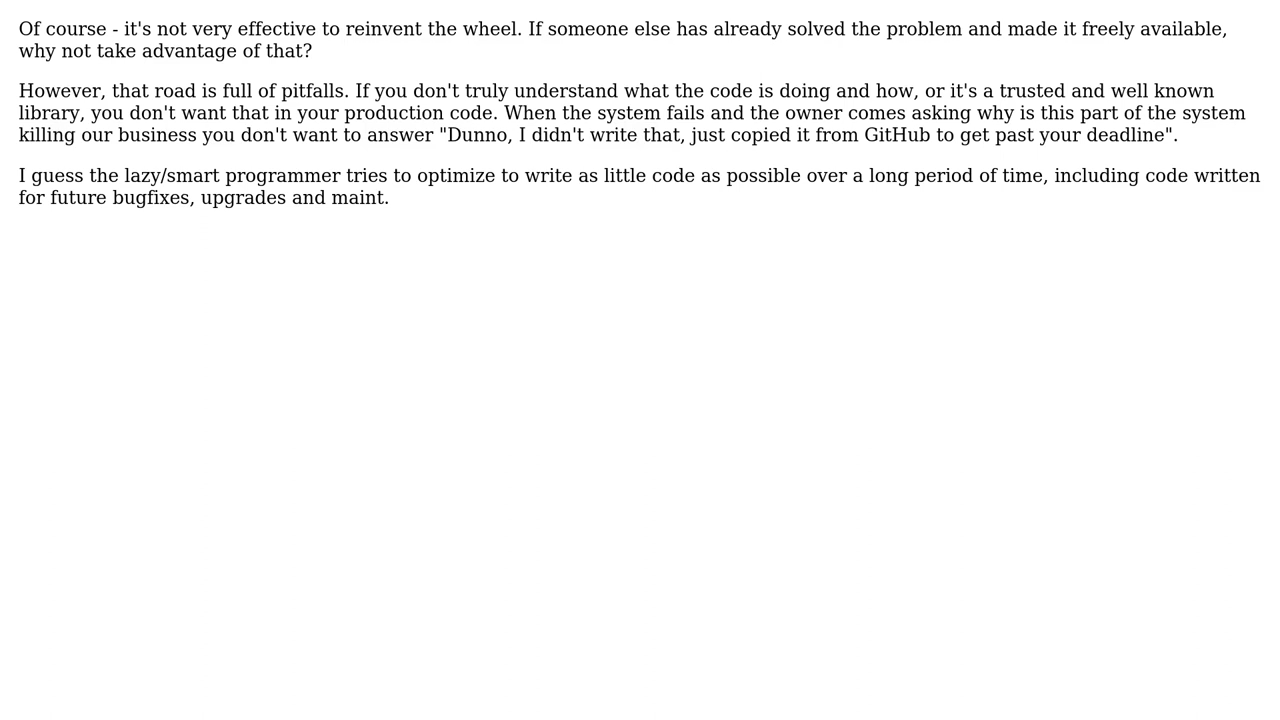 Of course - it's not very effective to reinvent the wheel. If someone else has already solved the problem and made it freely available,
why not take advantage of that?
However, that road is full of pitfalls. If you don't truly understand what the code is doing and how, or it's a trusted and well known
library, you don't want that in your production code. When the system fails and the owner comes asking why is this part of the system
killing our business you don't want to answer "Dunno, I didn't write that, just copied it from GitHub to get past your deadline".
I guess the lazy/smart programmer tries to optimize to write as little code as possible over a long period of time, including code written
for future bugfixes, upgrades and maint.